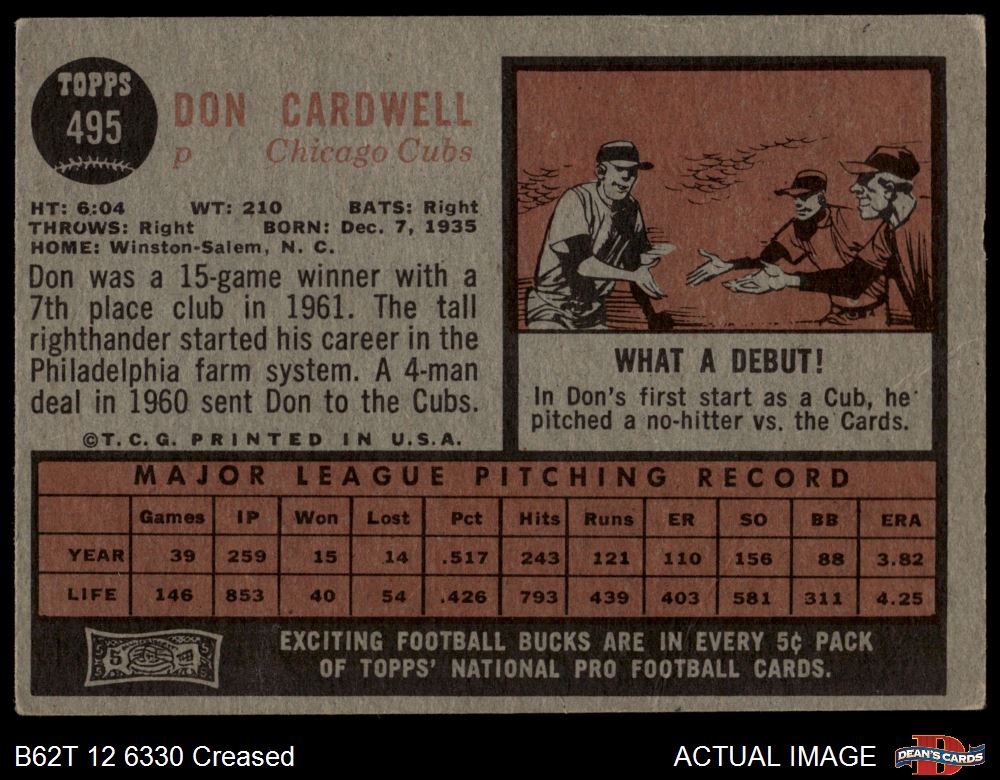 TOPPS
495
DON CARDWELL
p Chicago Cubs
HT: 6:04 WT: 210 BATS: Right
THROWS: Right BORN: Dec. 7, 1935
HOME: Winston-Salem, N. C.
Don was a 15-game winner with a
7th place club in 1961. The tall
righthander started his career in the
Philadelphia farm system. A 4-man
deal in 1960 sent Don to the Cubs.
©T.C.G. PRINTED IN U.S.A.
WHAT A DEBUT!
In Don's first start as a Cub, he
pitched a no-hitter vs. the Cards.
MAJOR LEAGUE PITCHING RECORD
Games IP Won Lost Pct Hits Runs ER SO BB ERA
YEAR 39 259 15 14 .517 243 121 110 156 88 3.82
LIFE 146 853 40 54 .426 793 439 403 581 311 4.25
5
EXCITING FOOTBALL BUCKS ARE IN EVERY 5¢ PACK
OF TOPPS' NATIONAL PRO FOOTBALL CARDS.
B62T 12 6330 Creased ACTUAL IMAGE DEAN'S CARDS